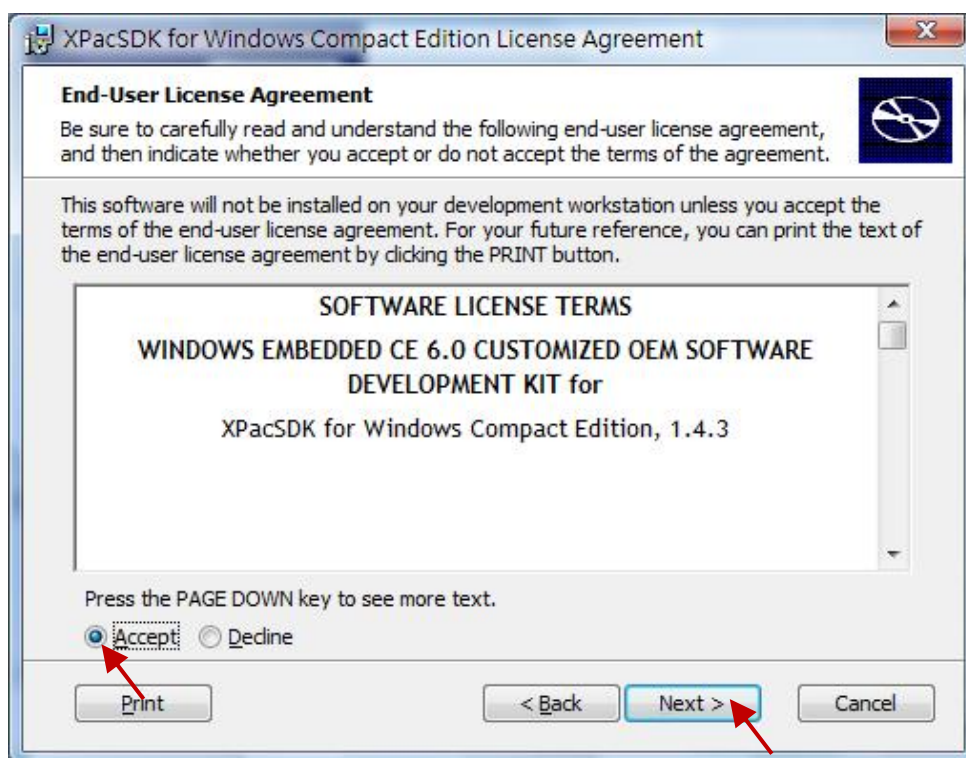 XPacSDK for Windows Compact Edition License Agreement
End-User License Agreement
Be sure to carefully read and understand the following end-user license agreement,
and then indicate whether you accept or do not accept the terms of the agreement.
This software will not be installed on your development workstation unless you accept the
terms of the end-user license agreement. For your future reference, you can print the text of
the end-user license agreement by clicking the PRINT button.
SOFTWARE LICENSE TERMS
WINDOWS EMBEDDED CE 6.0 CUSTOMIZED OEM SOFTWARE
DEVELOPMENT KIT for
XPacSDK for Windows Compact Edition, 1.4.3
Press the PAGE DOWN key to see more text.
Accept Decline
Print < Back Next > Cancel